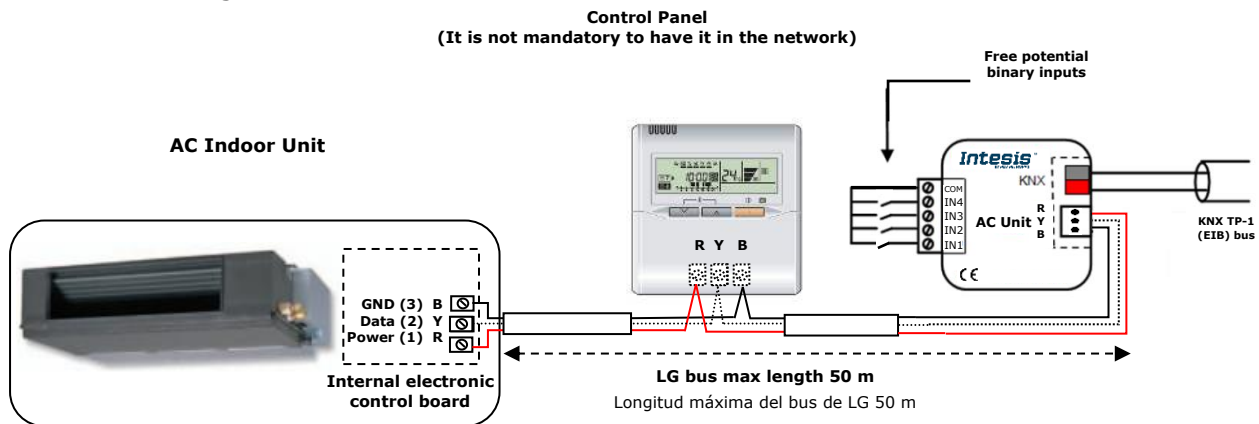 Control Panel
(It is not mandatory to have it in the network)
Free potential
binary inputs
AC Indoor Unit
Intesis
KNX
COM
IN4
IN3
IN2
IN1
AC Unit
R
Y
B
KNX TP-1
(EIB) bus
R Y B
GND (3) B
Data (2) Y
Power (1) R
CE
Internal electronic
control board
LG bus max length 50 m
Longitud máxima del bus de LG 50 m